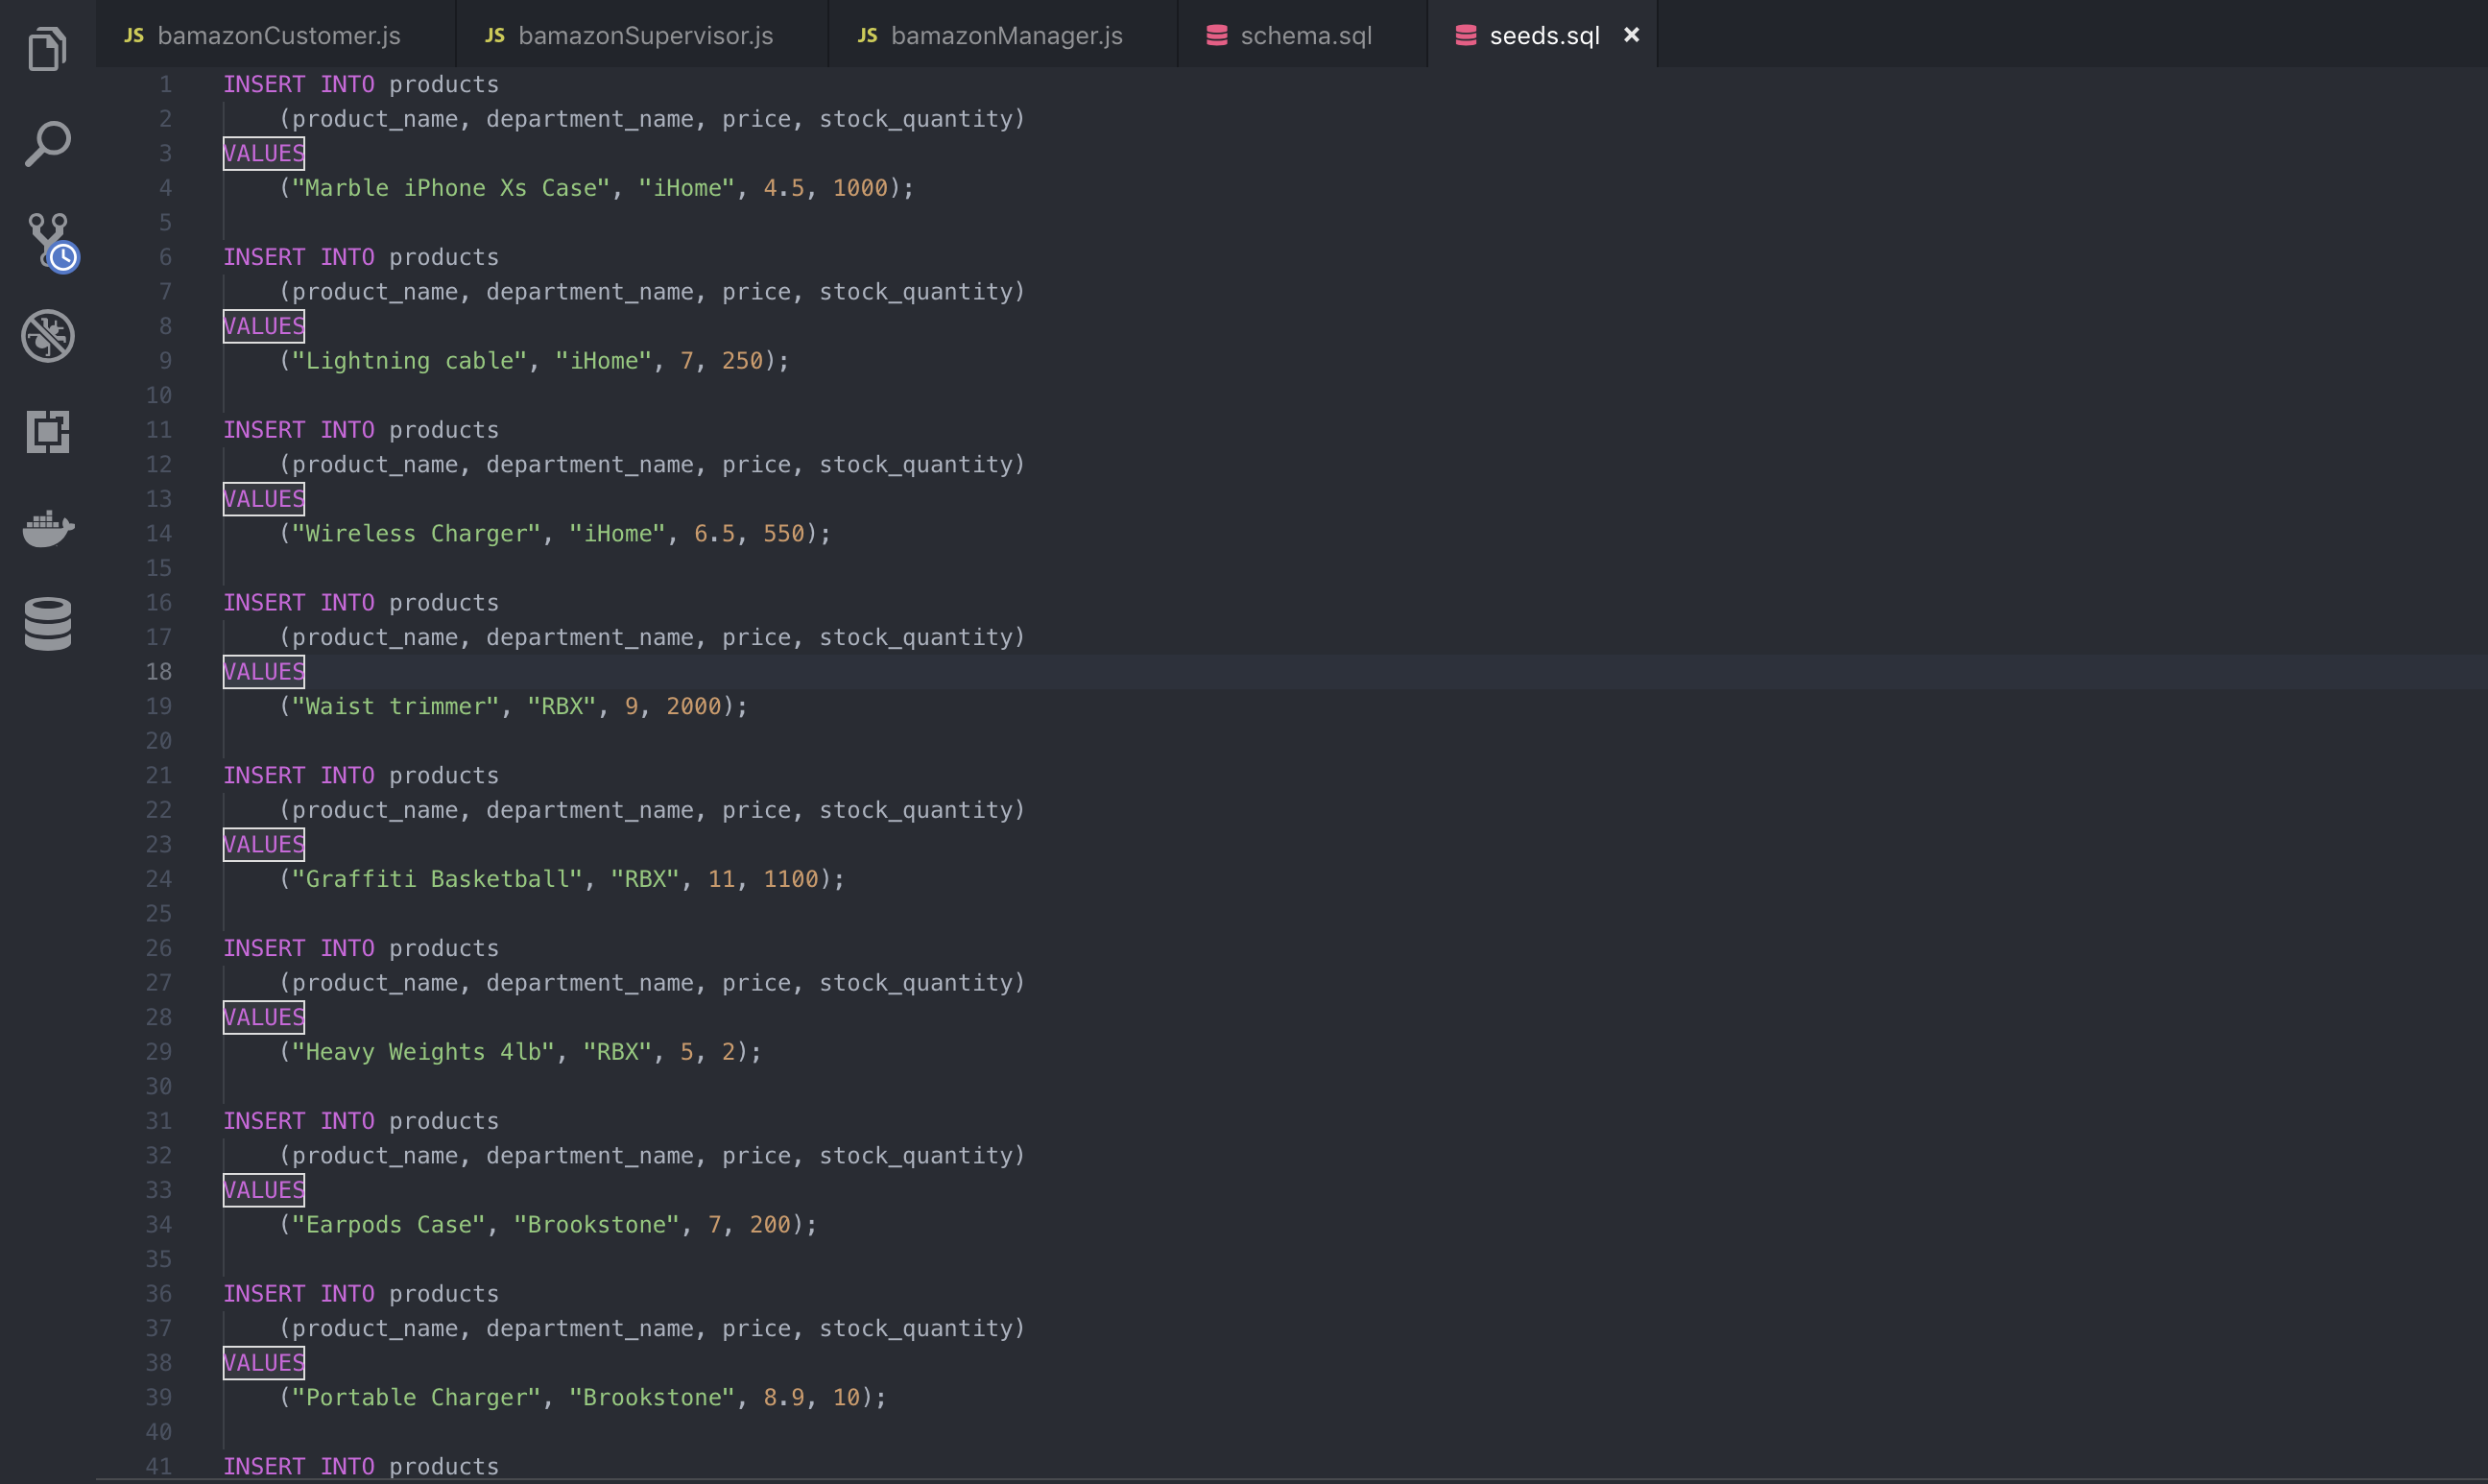 JS bamazonCustomer.js JS bamazonSupervisor.js JS bamazonManager.js schema.sql seeds.sql ×
1 INSERT INTO products
2     (product_name, department_name, price, stock_quantity)
3 VALUES
4     ("Marble iPhone Xs Case", "iHome", 4.5, 1000);
5
6 INSERT INTO products
7     (product_name, department_name, price, stock_quantity)
8 VALUES
9     ("Lightning cable", "iHome", 7, 250);
10
11 INSERT INTO products
12     (product_name, department_name, price, stock_quantity)
13 VALUES
14     ("Wireless Charger", "iHome", 6.5, 550);
15
16 INSERT INTO products
17     (product_name, department_name, price, stock_quantity)
18 VALUES
19     ("Waist trimmer", "RBX", 9, 2000);
20
21 INSERT INTO products
22     (product_name, department_name, price, stock_quantity)
23 VALUES
24     ("Graffiti Basketball", "RBX", 11, 1100);
25
26 INSERT INTO products
27     (product_name, department_name, price, stock_quantity)
28 VALUES
29     ("Heavy Weights 4lb", "RBX", 5, 2);
30
31 INSERT INTO products
32     (product_name, department_name, price, stock_quantity)
33 VALUES
34     ("Earpods Case", "Brookstone", 7, 200);
35
36 INSERT INTO products
37     (product_name, department_name, price, stock_quantity)
38 VALUES
39     ("Portable Charger", "Brookstone", 8.9, 10);
40
41 INSERT INTO products